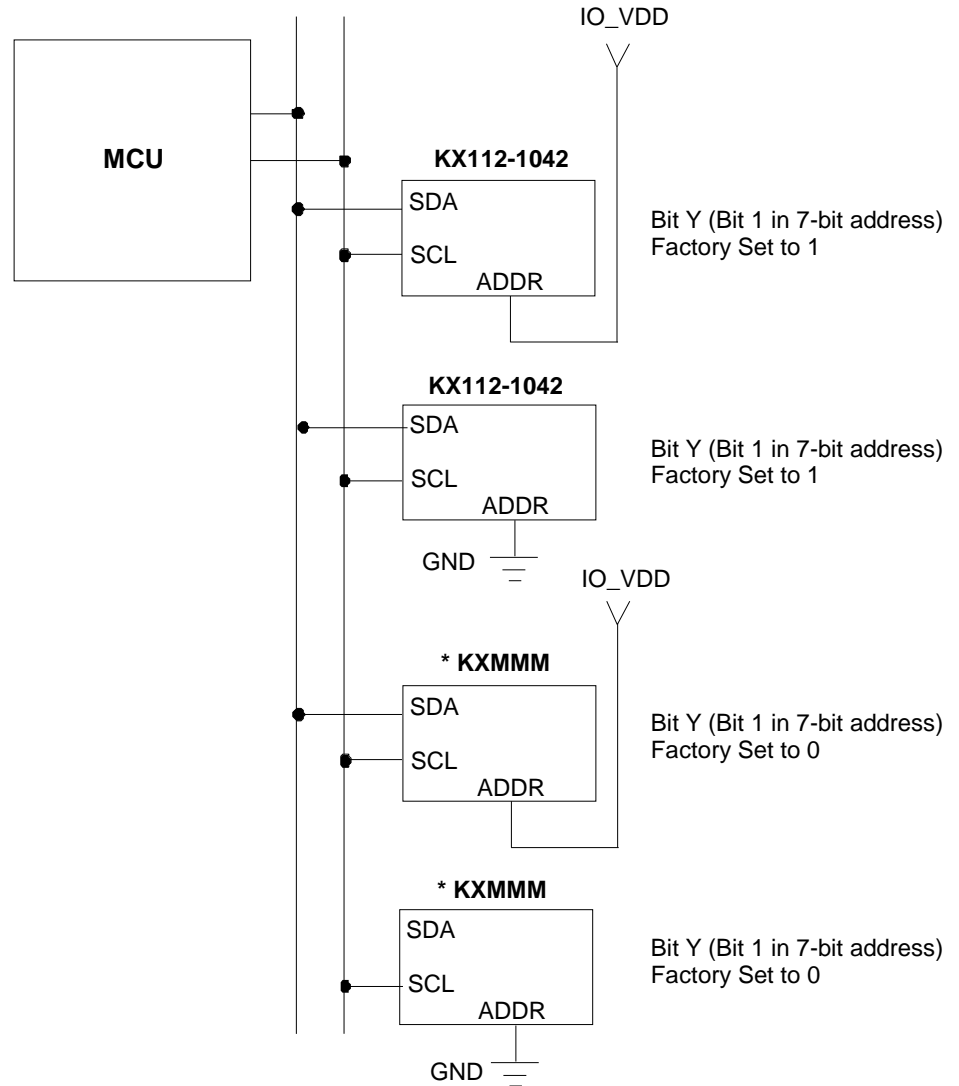 IO_VDD
MCU
KX112-1042
SDA
SCL
ADDR
Bit Y (Bit 1 in 7-bit address)
Factory Set to 1
KX112-1042
SDA
SCL
ADDR
Bit Y (Bit 1 in 7-bit address)
Factory Set to 1
GND
IO_VDD
* KXMMM
SDA
SCL
ADDR
Bit Y (Bit 1 in 7-bit address)
Factory Set to 0
* KXMMM
SDA
SCL
ADDR
Bit Y (Bit 1 in 7-bit address)
Factory Set to 0
GND